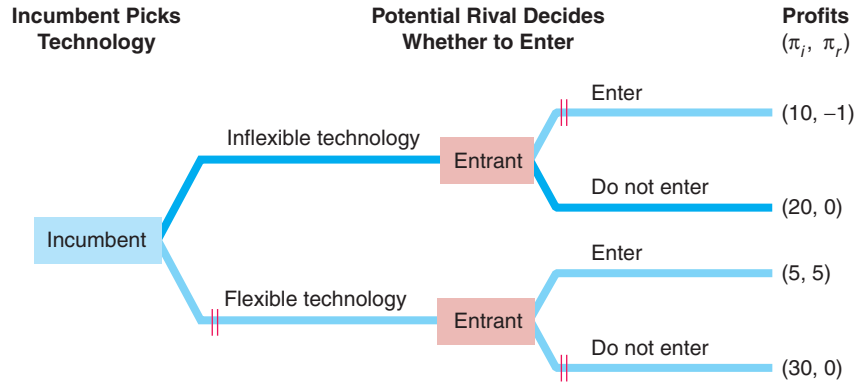 Incumbent Picks
Technology
Potential Rival Decides
Whether to Enter
Profits
(πi, πr)
Enter
(10, −1)
Inflexible technology
Entrant
Do not enter
(20, 0)
Incumbent
Enter
(5, 5)
Flexible technology
Entrant
Do not enter
(30, 0)